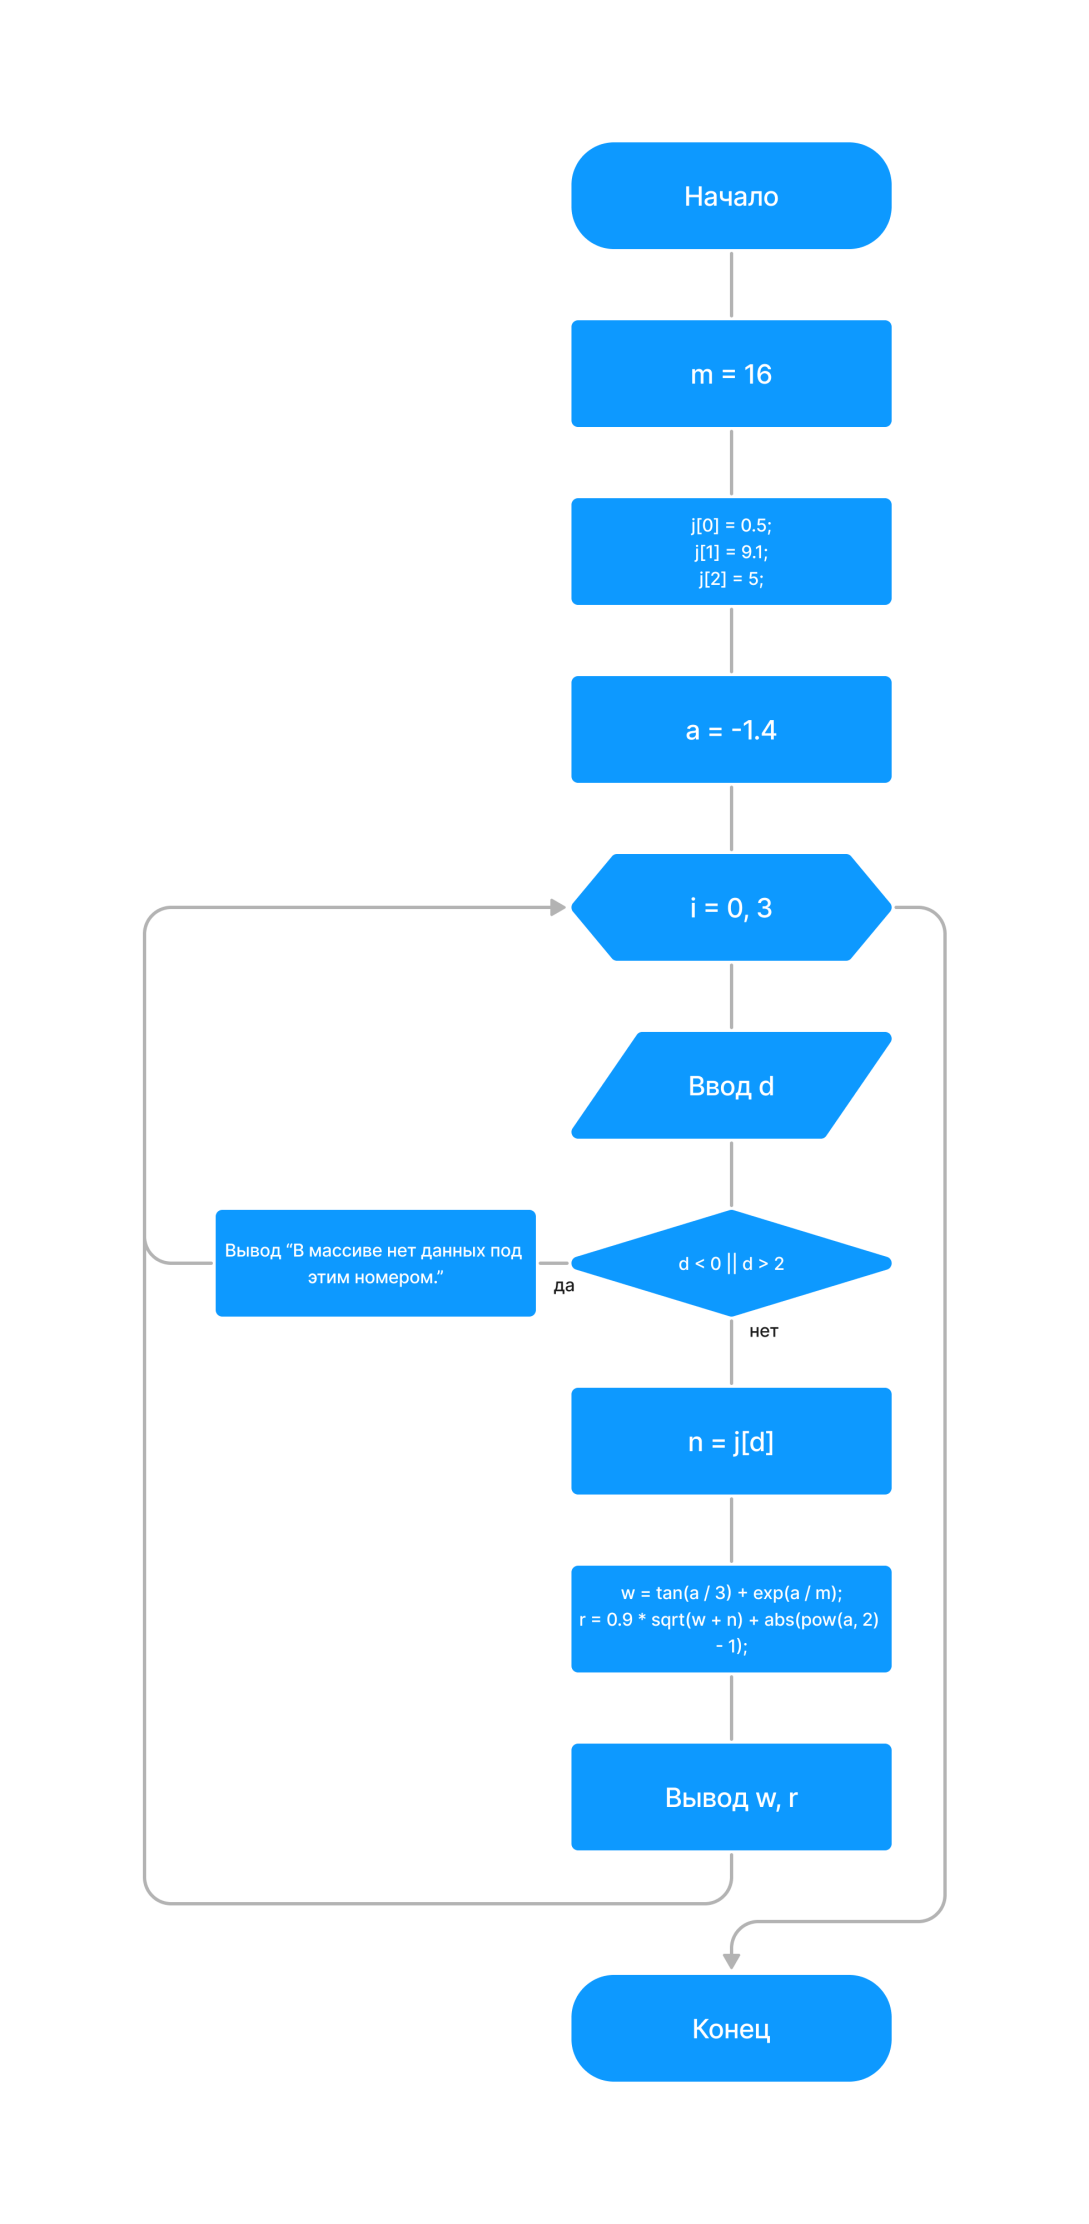 Начало
m = 16
j[0] = 0.5;
j[1] = 9.1;
j[2] = 5;
a = -1.4
i = 0, 3
Ввод d
d < 0 || d > 2
да
Вывод “В массиве нет данных под
этим номером.”
нет
n = j[d]
w = tan(a / 3) + exp(a / m);
r = 0.9 * sqrt(w + n) + abs(pow(a, 2)
- 1);
Вывод w, r
Конец